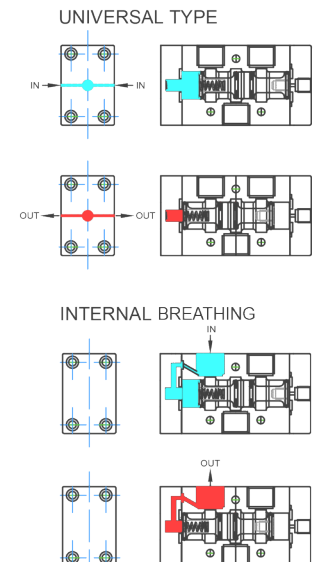 UNIVERSAL TYPE
IN IN
OUT OUT
INTERNAL BREATHING
IN
OUT